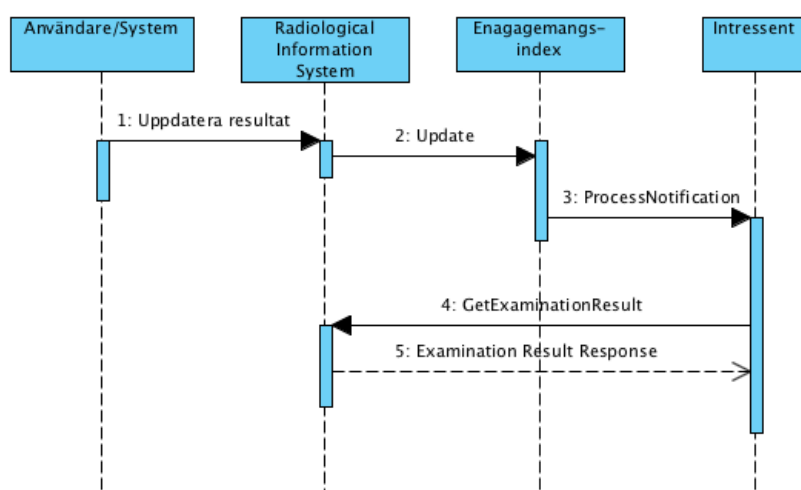 Användare/System
Radiological
Information
System
Enagagemangs-
index
Intressent
1: Uppdatera resultat
2: Update
3: ProcessNotification
4: GetExaminationResult
5: Examination Result Response